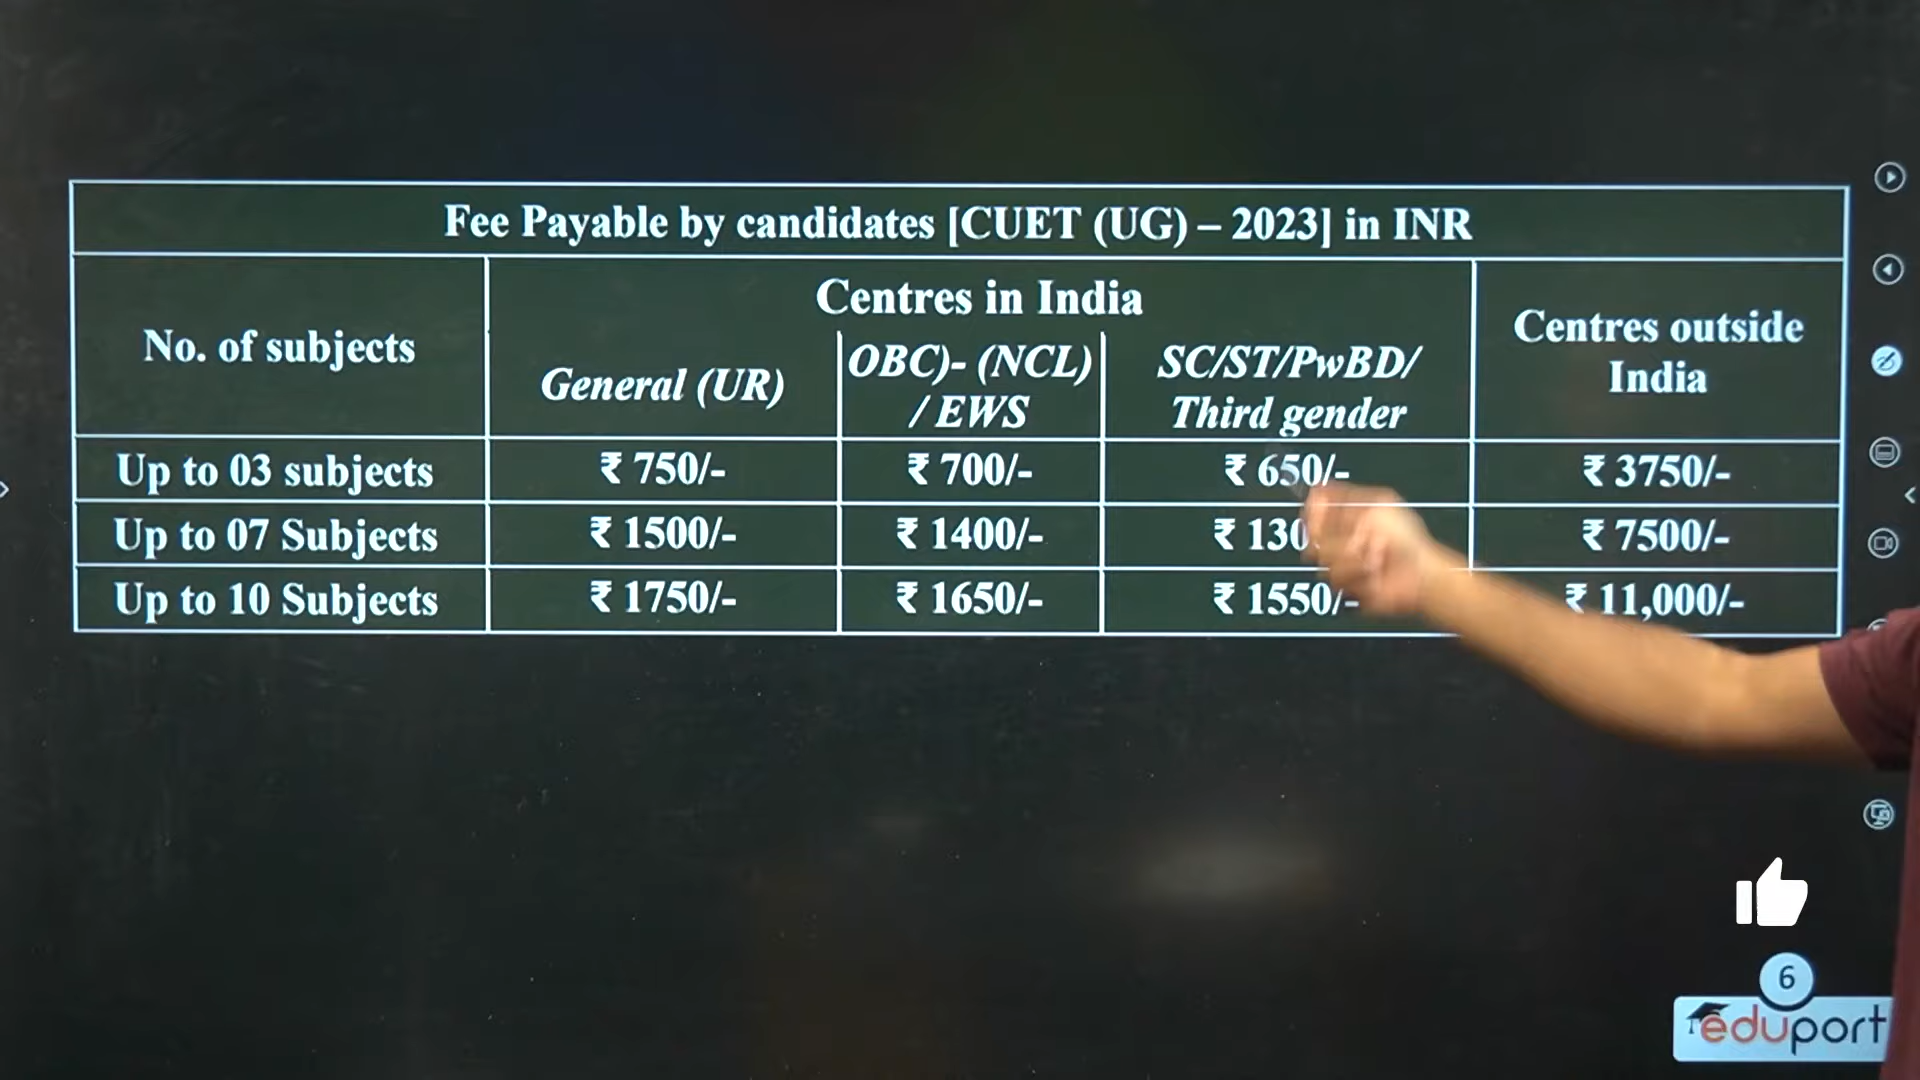 Fee Payable by candidates [CUET (UG) – 2023] in INR
No. of subjects
Centres in India
Centres outside
India
General (UR)
OBC)- (NCL)
/ EWS
SC/ST/PwBD/
Third gender
Up to 03 subjects ₹ 750/- ₹ 700/- ₹ 650/- ₹ 3750/-
Up to 07 Subjects ₹ 1500/- ₹ 1400/- ₹ 7500/-
Up to 10 Subjects ₹ 1750/- ₹ 1650/- ₹ 1550/- ₹ 11,000/-
6
eduport